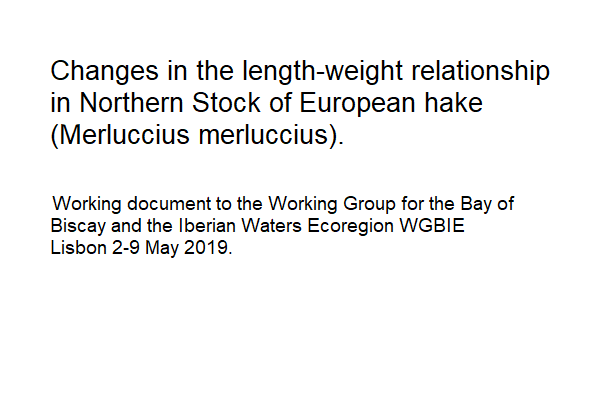 Changes in the length-weight relationship
in Northern Stock of European hake
(Merluccius merluccius).
Working document to the Working Group for the Bay of
Biscay and the Iberian Waters Ecoregion WGBIE
Lisbon 2-9 May 2019.